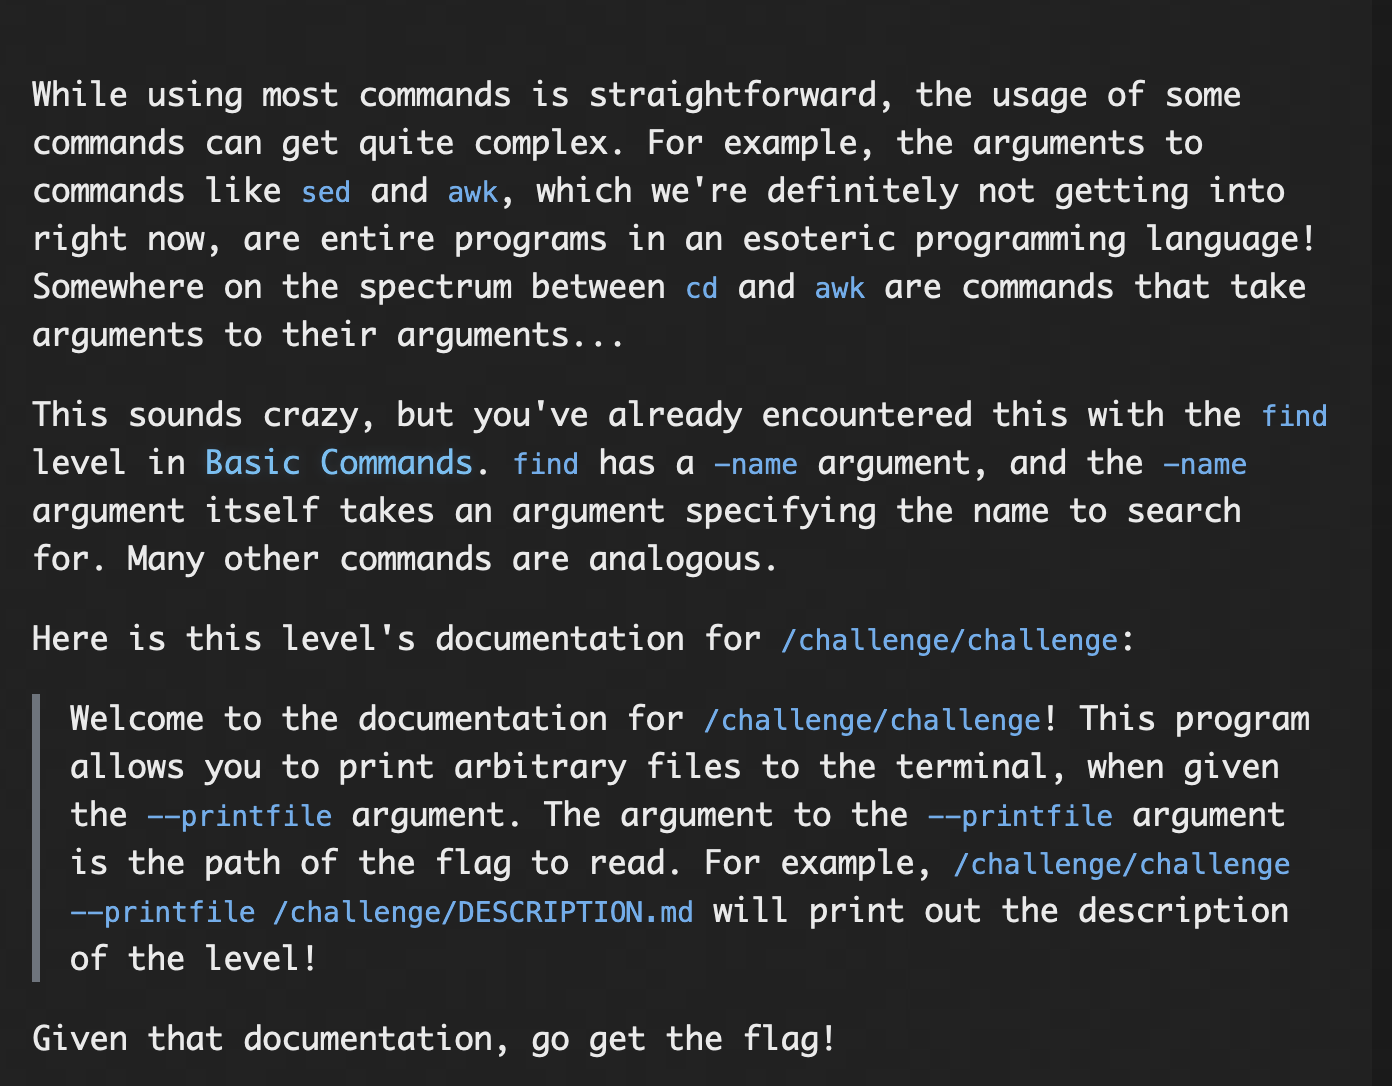 While using most commands is straightforward, the usage of some
commands can get quite complex. For example, the arguments to
commands like sed and awk, which we're definitely not getting into
right now, are entire programs in an esoteric programming language!
Somewhere on the spectrum between cd and awk are commands that take
arguments to their arguments...
This sounds crazy, but you've already encountered this with the find
level in Basic Commands. find has a -name argument, and the -name
argument itself takes an argument specifying the name to search
for. Many other commands are analogous.
Here is this level's documentation for /challenge/challenge:
Welcome to the documentation for /challenge/challenge! This program
allows you to print arbitrary files to the terminal, when given
the --printfile argument. The argument to the --printfile argument
is the path of the flag to read. For example, /challenge/challenge
--printfile /challenge/DESCRIPTION.md will print out the description
of the level!
Given that documentation, go get the flag!